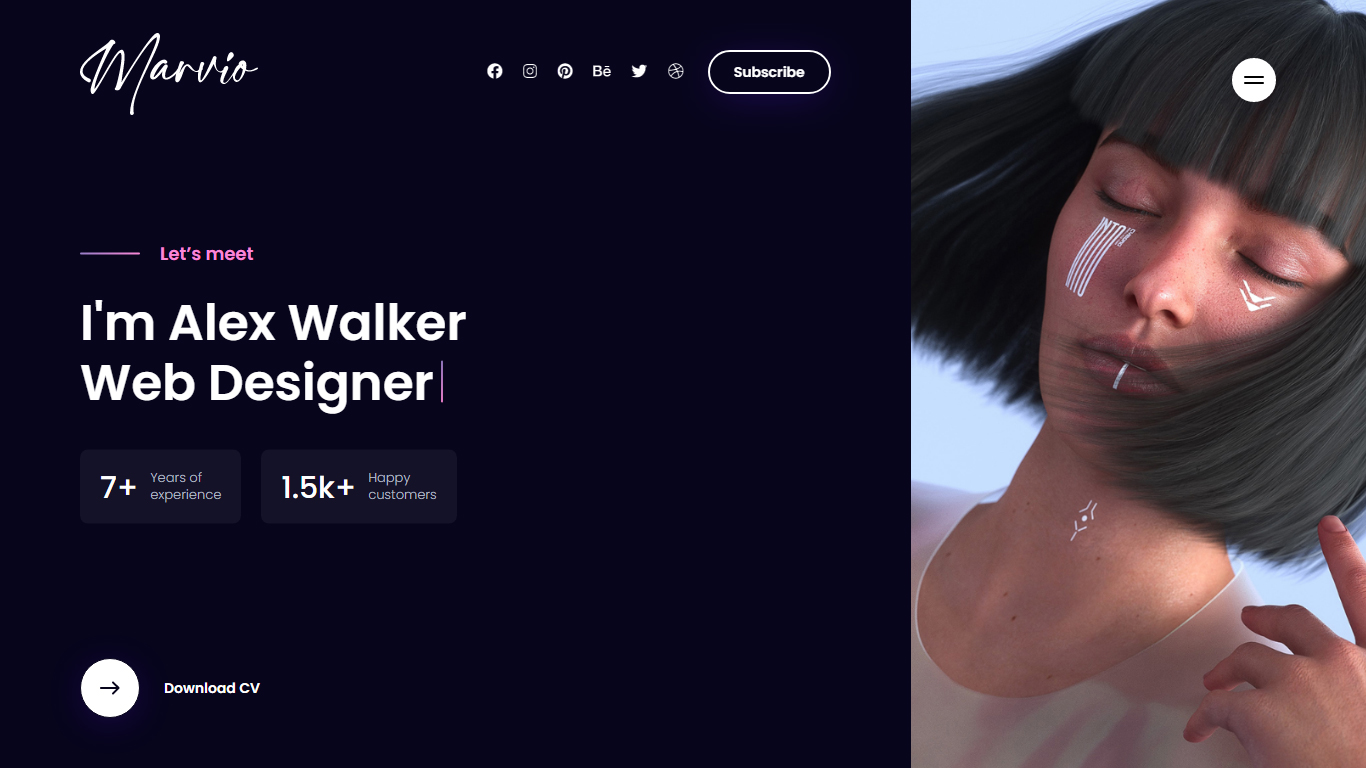 Marvio
Bē
Subscribe
Let’s meet
I'm Alex Walker
Web Designer
7+
Years of
experience
1.5k+
Happy
customers
Download CV
INTO